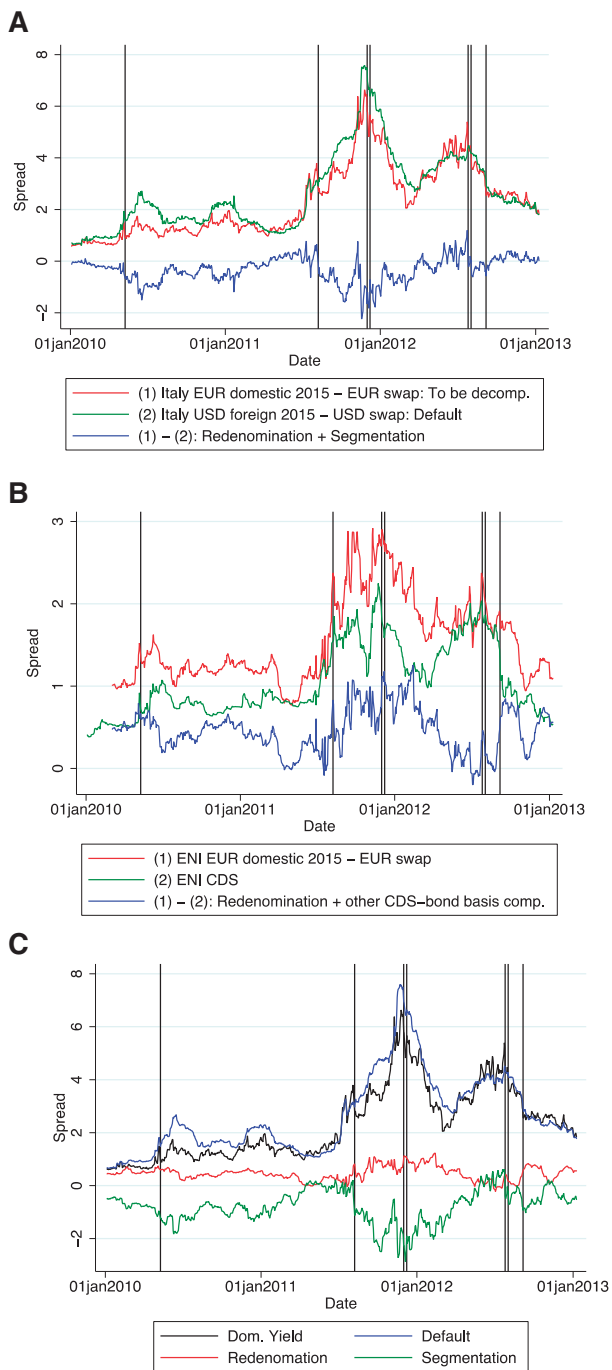 A
8
6
4
2
0
−2
Spread
01jan2010 01jan2011 01jan2012 01jan2013
Date
(1) Italy EUR domestic 2015 − EUR swap: To be decomp.
(2) Italy USD foreign 2015 − USD swap: Default
(1) − (2): Redenomination + Segmentation
B
3
2
1
0
Spread
01jan2010 01jan2011 01jan2012 01jan2013
Date
(1) ENI EUR domestic 2015 − EUR swap
(2) ENI CDS
(1) − (2): Redenomination + other CDS−bond basis comp.
C
8
6
4
2
0
−2
Spread
01jan2010 01jan2011 01jan2012 01jan2013
Date
Dom. Yield Default
Redenomation Segmentation